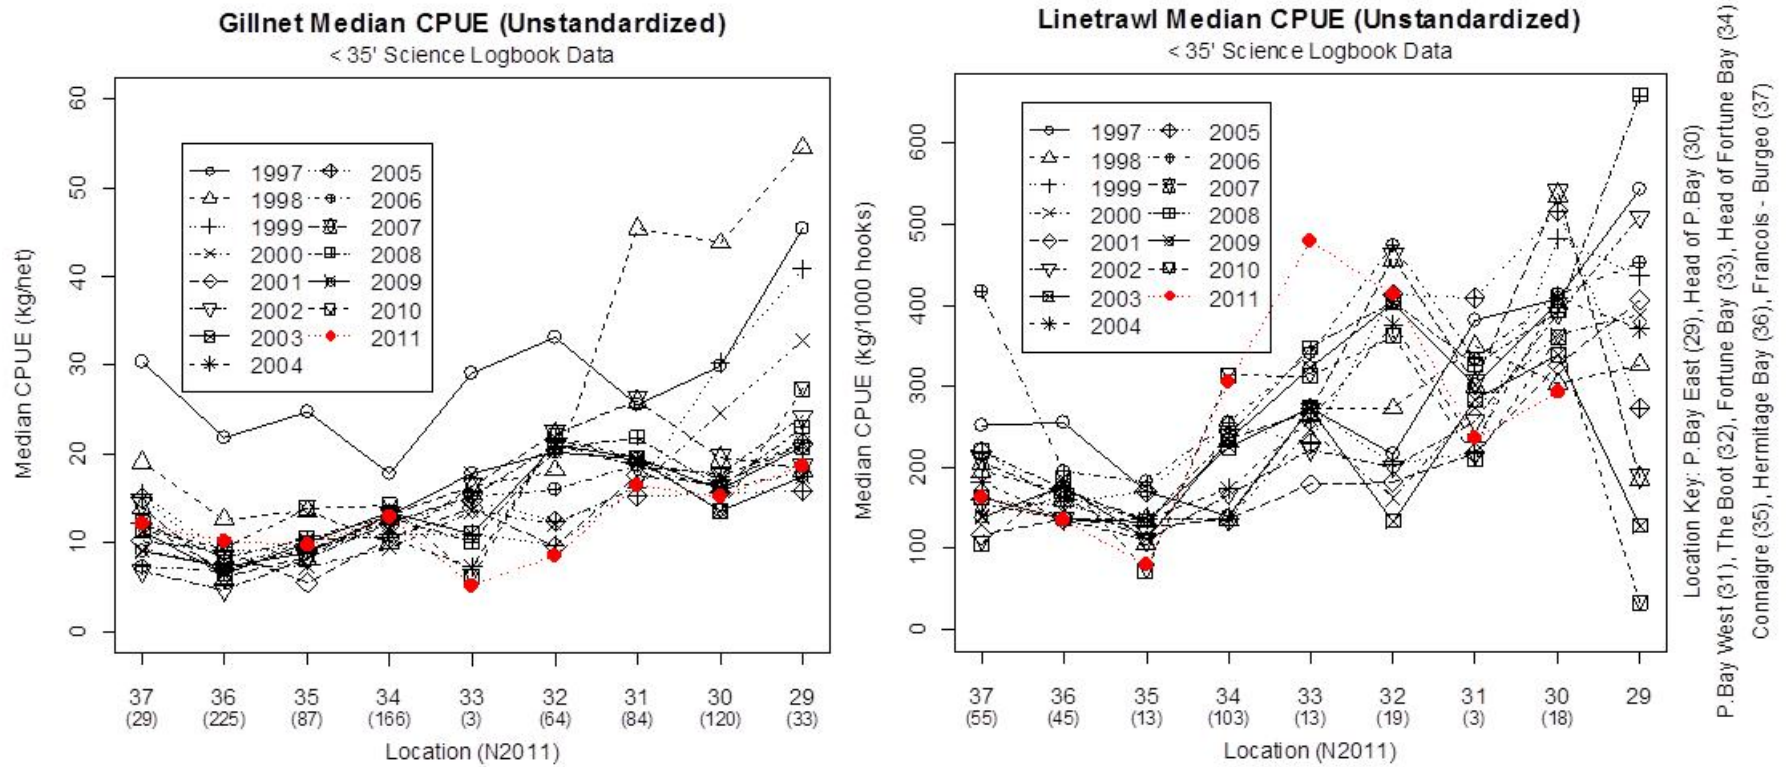 Gillnet Median CPUE (Unstandardized)
< 35' Science Logbook Data
Median CPUE (kg/net)
60
50
40
30
20
10
0
1997 2005
1998 2006
1999 2007
2000 2008
2001 2009
2002 2010
2003 2011
2004
37 36 35 34 33 32 31 30 29
(29) (225) (87) (166) (3) (64) (84) (120) (33)
Location (N2011)
Linetrawl Median CPUE (Unstandardized)
< 35' Science Logbook Data
Median CPUE (kg/1000 hooks)
600
500
400
300
200
100
0
1997 2005
1998 2006
1999 2007
2000 2008
2001 2009
2002 2010
2003 2011
2004
37 36 35 34 33 32 31 30 29
(55) (45) (13) (103) (13) (19) (3) (18)
Location (N2011)
Location Key: P.Bay East (29), Head of P.Bay (30)
P.Bay West (31), The Boot (32), Fortune Bay (33), Head of Fortune Bay (34)
Connaigre (35), Hermitage Bay (36), Francois - Burgeo (37)